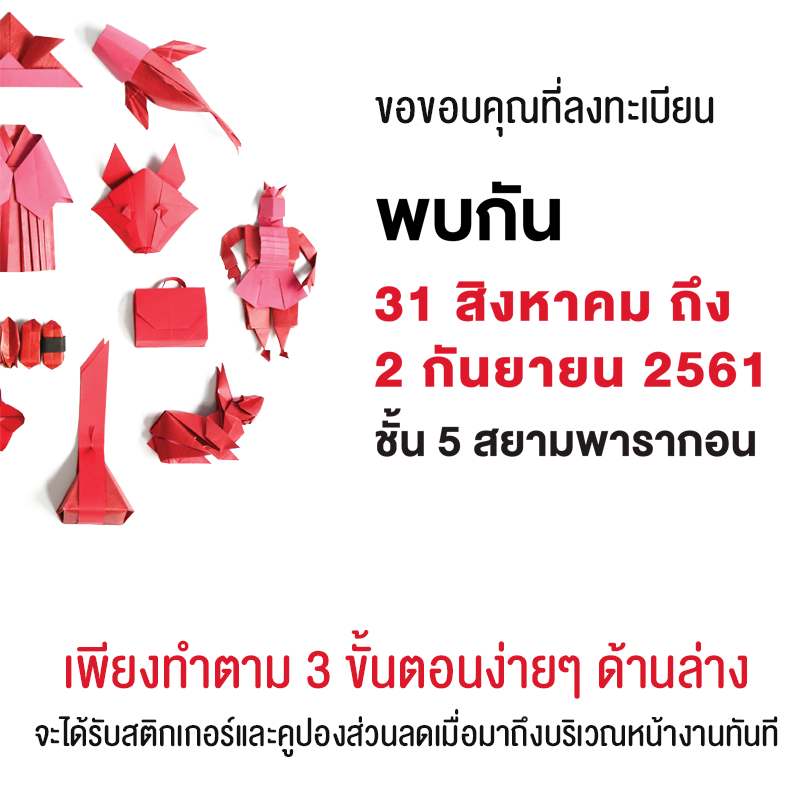 ขอขอบคุณที่ลงทะเบียน
พบกัน
31 สิงหาคม ถึง
2 กันยายน 2561
ชั้น 5 สยามพารากอน
เพียงทำตาม 3 ขั้นตอนง่ายๆ ด้านล่าง
จะได้รับสติกเกอร์และคูปองส่วนลดเมื่อมาถึงบริเวณหน้างานทันที